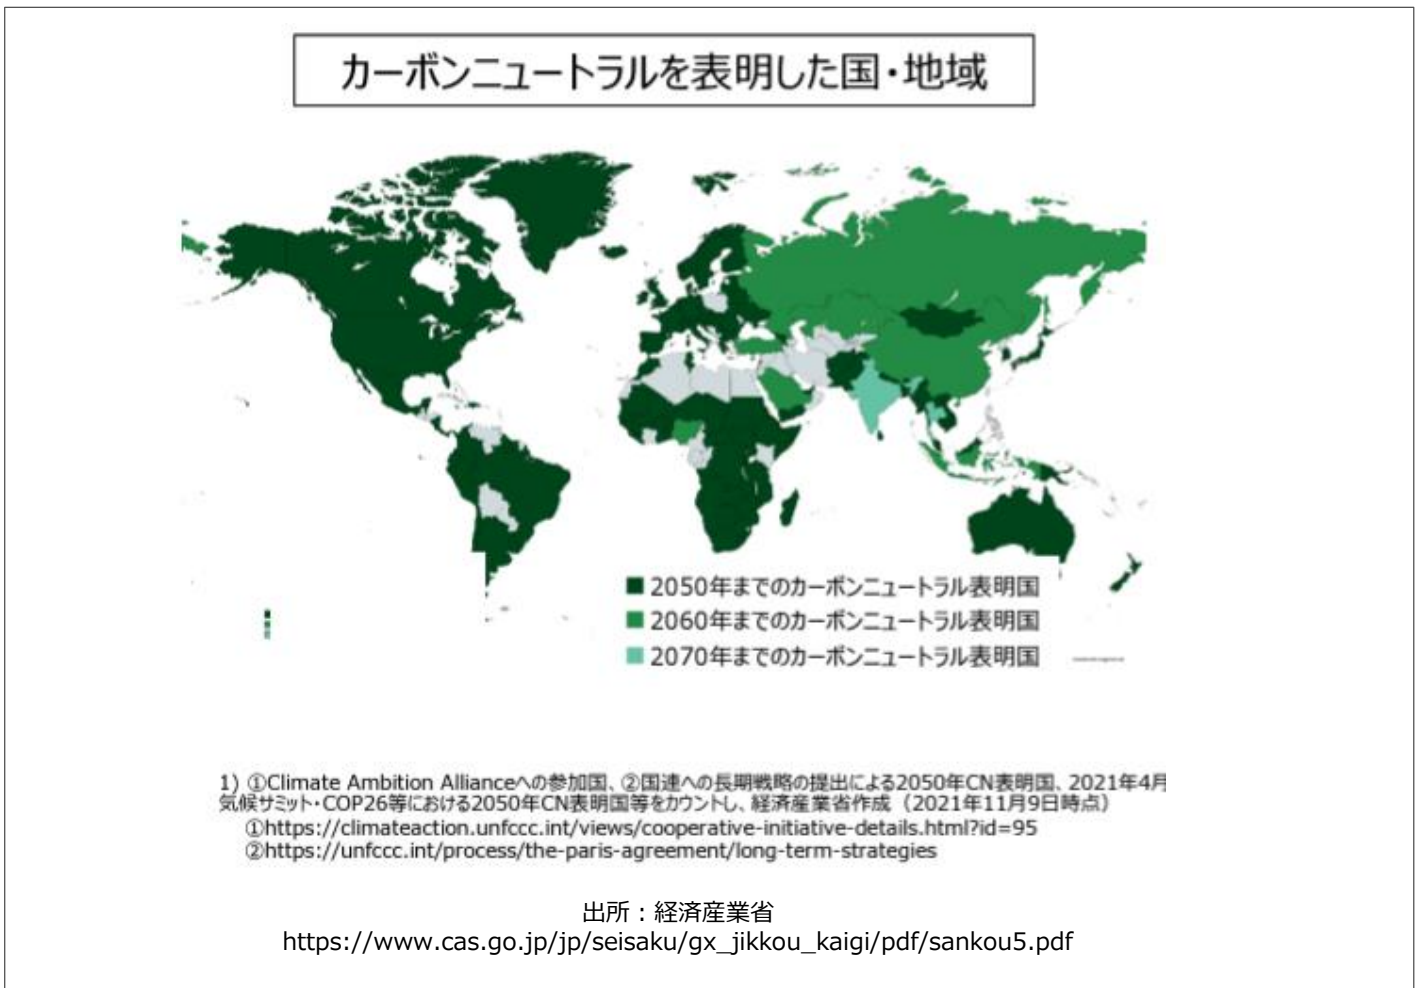 カーボンニュートラルを表明した国・地域
2050年までのカーボンニュートラル表明国
2060年までのカーボンニュートラル表明国
2070年までのカーボンニュートラル表明国
1) ①Climate Ambition Allianceへの参加国、②国連への長期戦略の提出による2050年CN表明国、2021年4月
気候サミット・COP26等における2050年CN表明国等をカウントし、経済産業省作成（2021年11月9日時点）
①https://climateaction.unfccc.int/views/cooperative-initiative-details.html?id=95
②https://unfccc.int/process/the-paris-agreement/long-term-strategies
出所：経済産業省
https://www.cas.go.jp/jp/seisaku/gx_jikkou_kaigi/pdf/sankou5.pdf